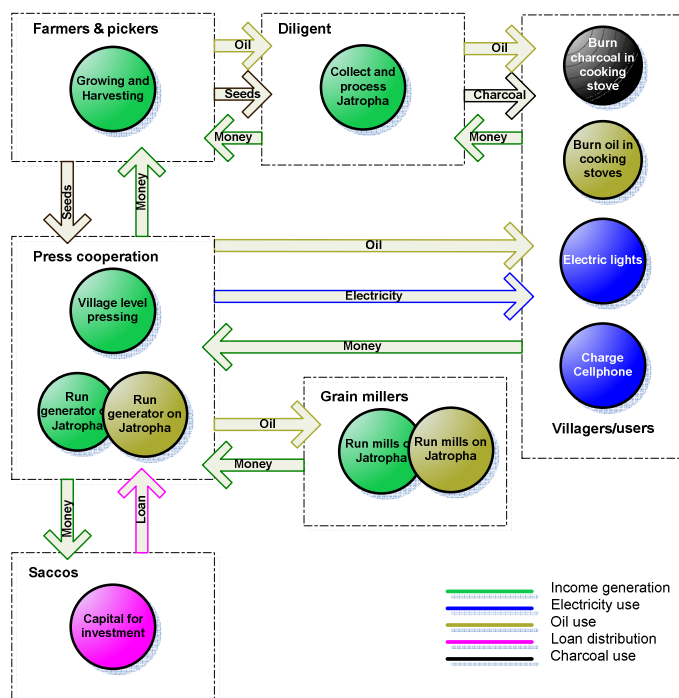 Farmers & pickers
Growing and
Harvesting
Oil
Seeds
Money
Diligent
Collect and
process
Jatropha
Oil
Charcoal
Money
Burn
charcoal in
cooking
stove
Burn oil in
cooking
stoves
Electric lights
Charge
Cellphone
Villagers/users
Seeds
Money
Press cooperation
Village level
pressing
Oil
Electricity
Money
Run
generator o
Jatropha
Run
generator on
Jatropha
Oil
Money
Grain millers
Run mills o
Jatropha
Run mills on
Jatropha
Money
Loan
Saccos
Capital for
investment
Income generation
Electricity use
Oil use
Loan distribution
Charcoal use